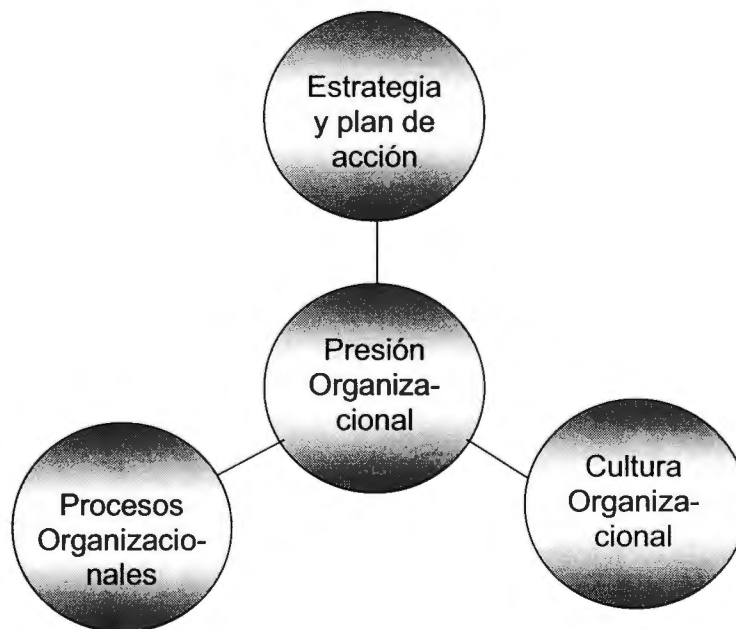 Estrategia
y plan de
acción
Presión
Organiza-
cional
Procesos
Organizacio-
nales
Cultura
Organiza-
cional